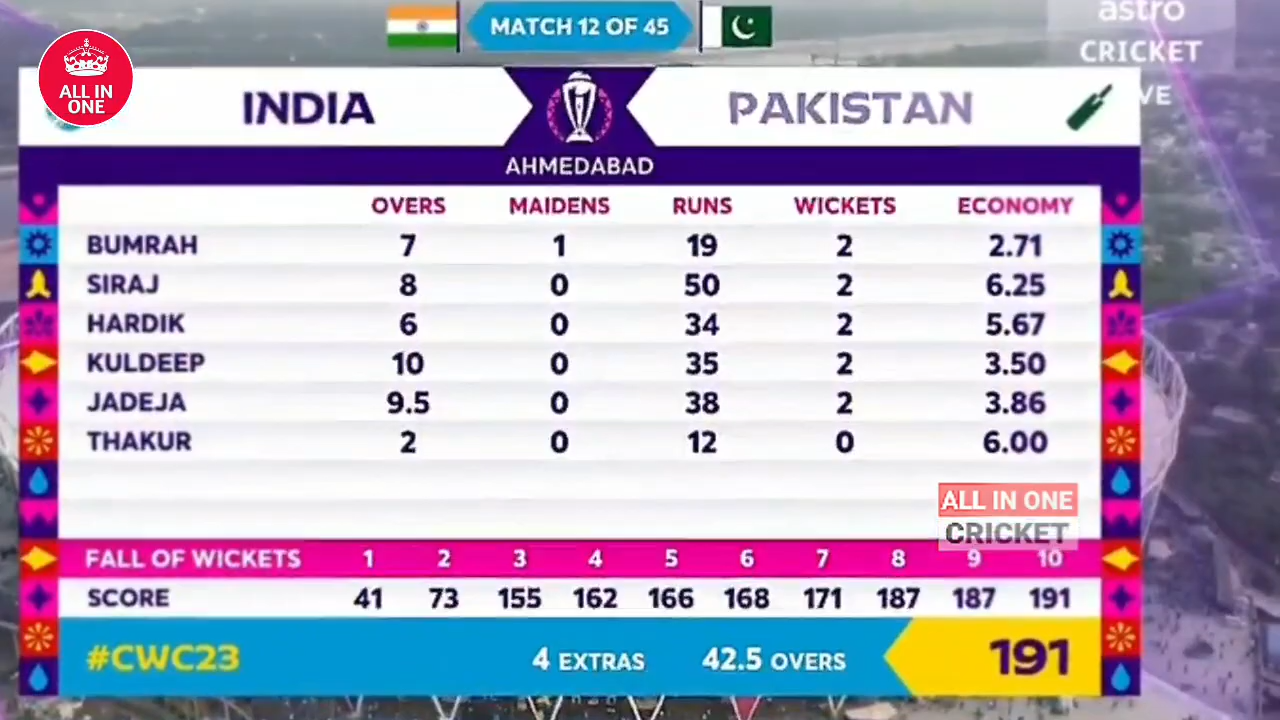 MATCH 12 OF 45
astro
CRICKET
VE
ALL IN
ONE
INDIA
PAKISTAN
AHMEDABAD
OVERS MAIDENS RUNS WICKETS ECONOMY
BUMRAH 7 1 19 2 2.71
SIRAJ 8 0 50 2 6.25
HARDIK 6 0 34 2 5.67
KULDEEP 10 0 35 2 3.50
JADEJA 9.5 0 38 2 3.86
THAKUR 2 0 12 0 6.00
ALL IN ONE
CRICKET
FALL OF WICKETS 1 2 3 4 5 6 7 8 9 10
SCORE 41 73 155 162 166 168 171 187 187 191
#CWC23 4 EXTRAS 42.5 OVERS 191